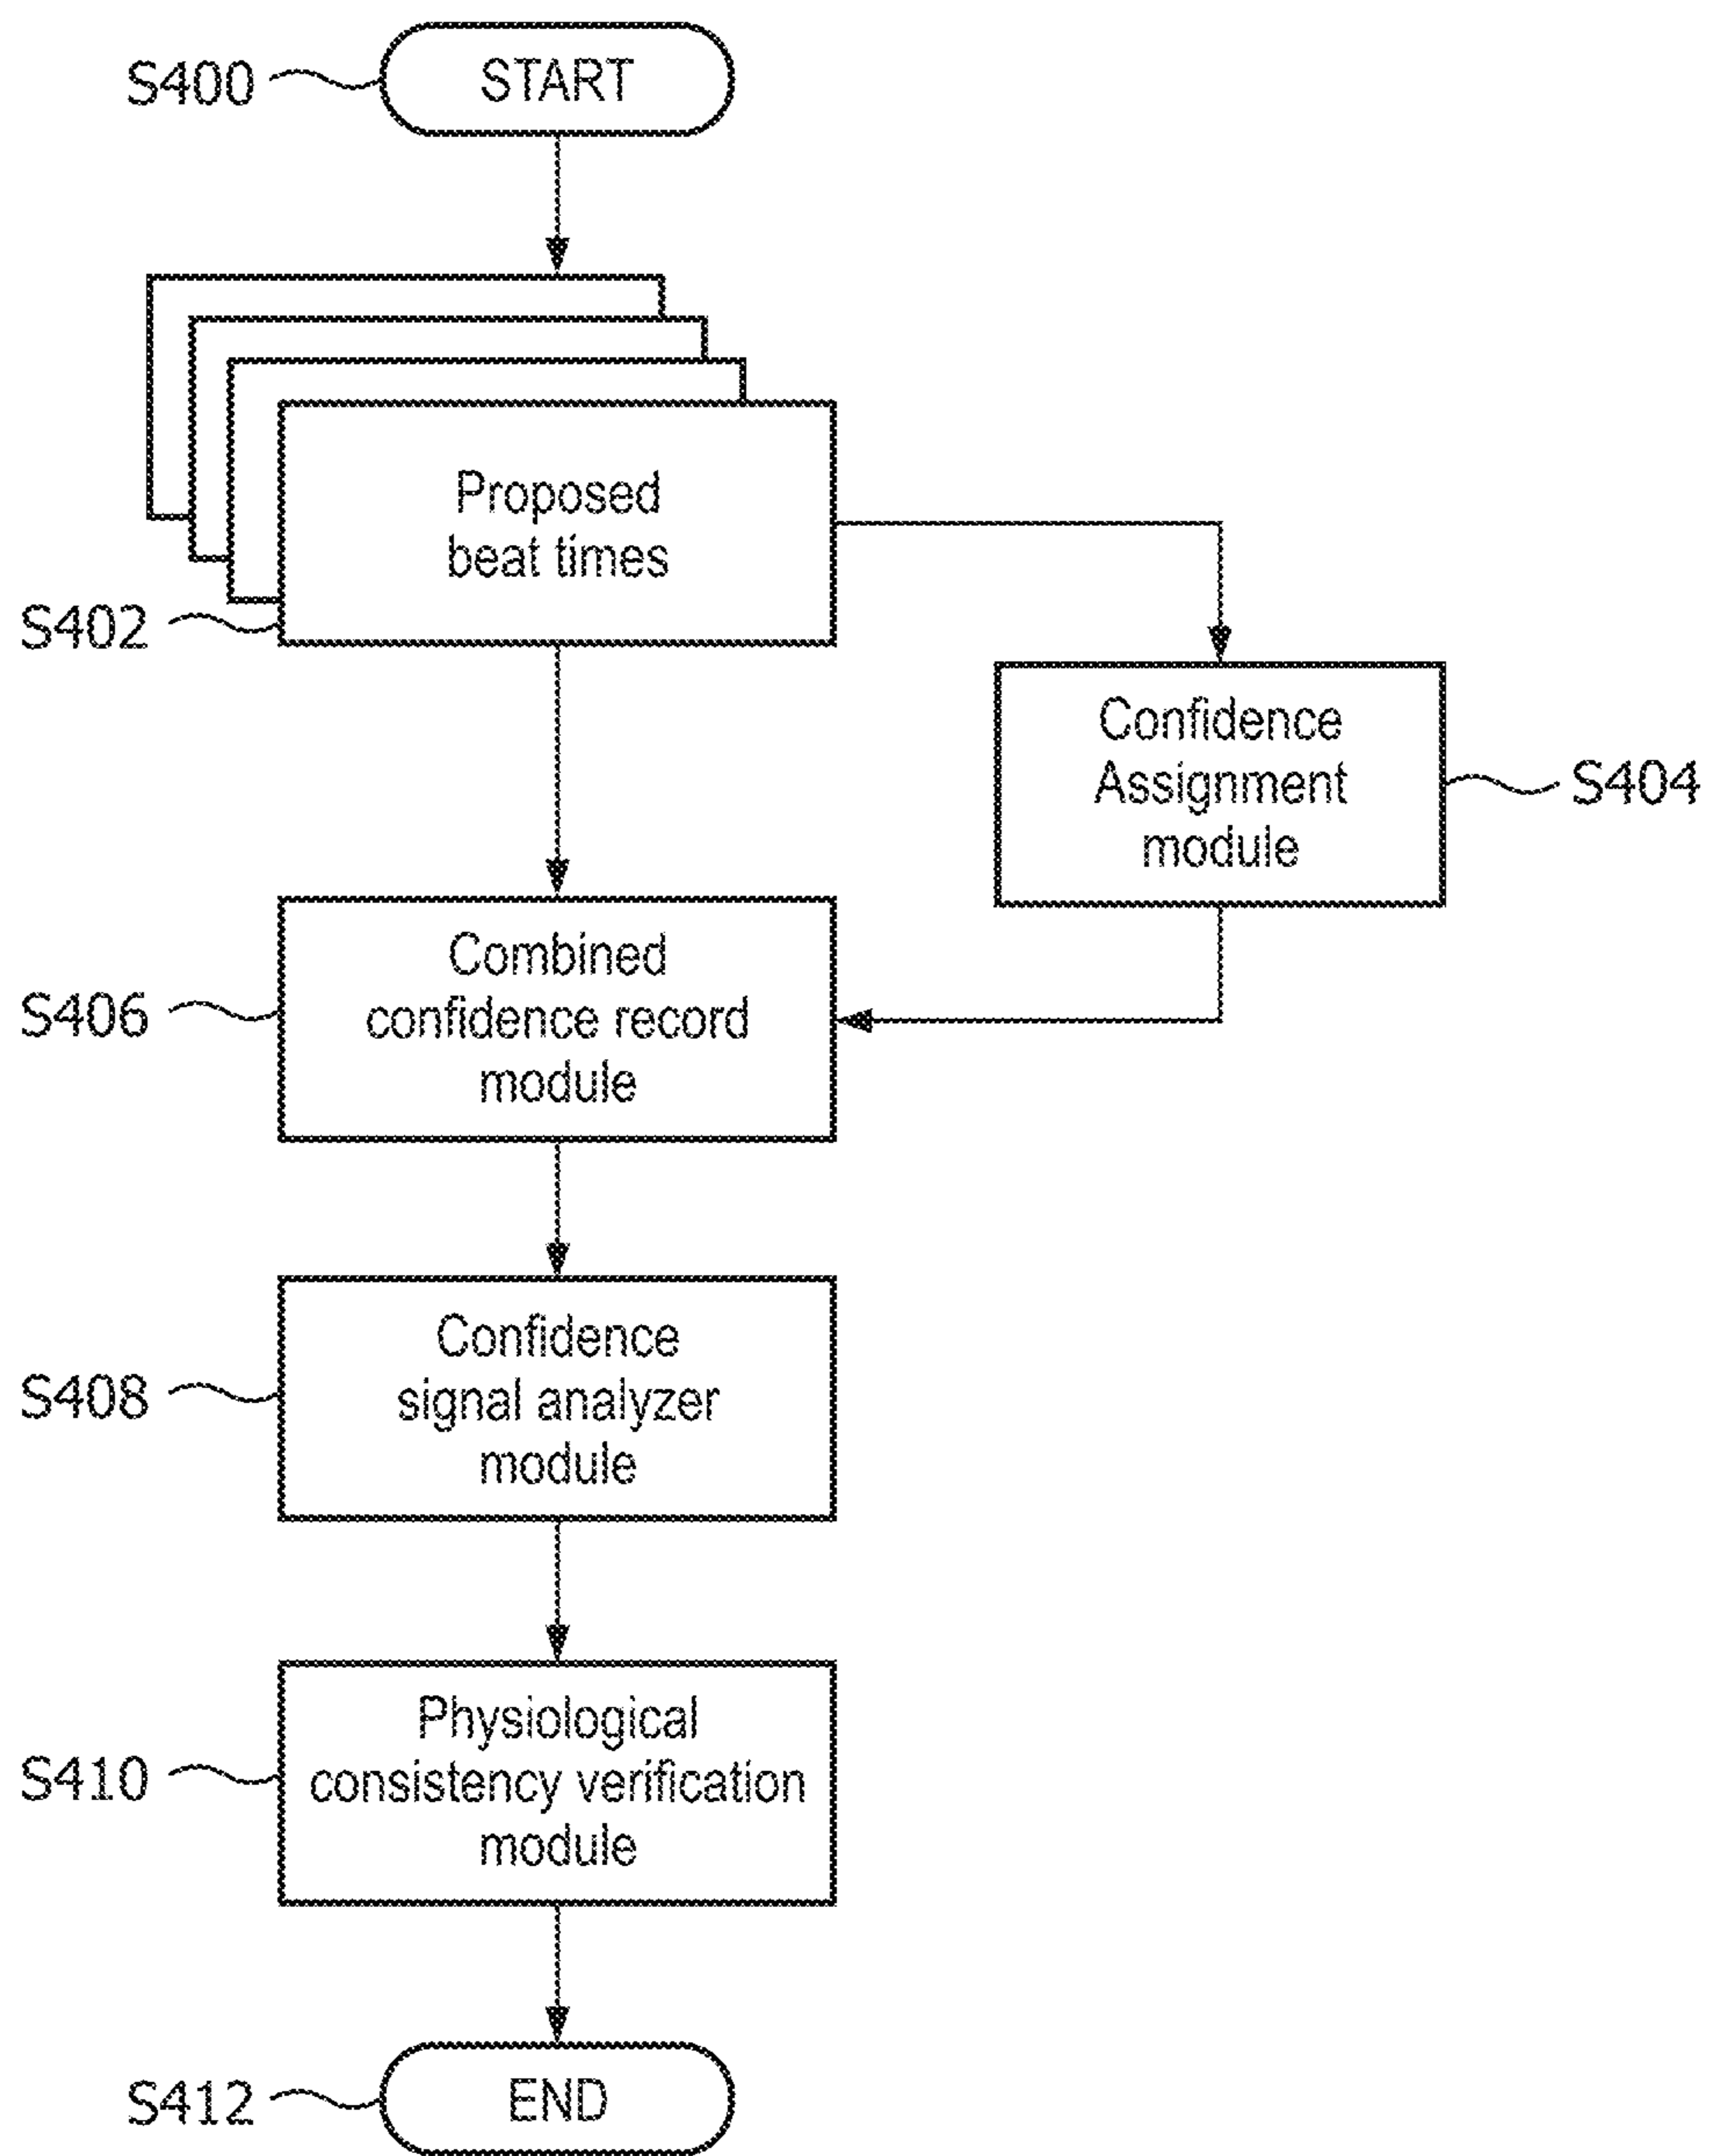 S400
START
Proposed
beat times
S402
Confidence
Assignment
module
S404
Combined
confidence record
module
S406
Confidence
signal analyzer
module
S408
Physiological
consistency verification
module
S410
END
S412